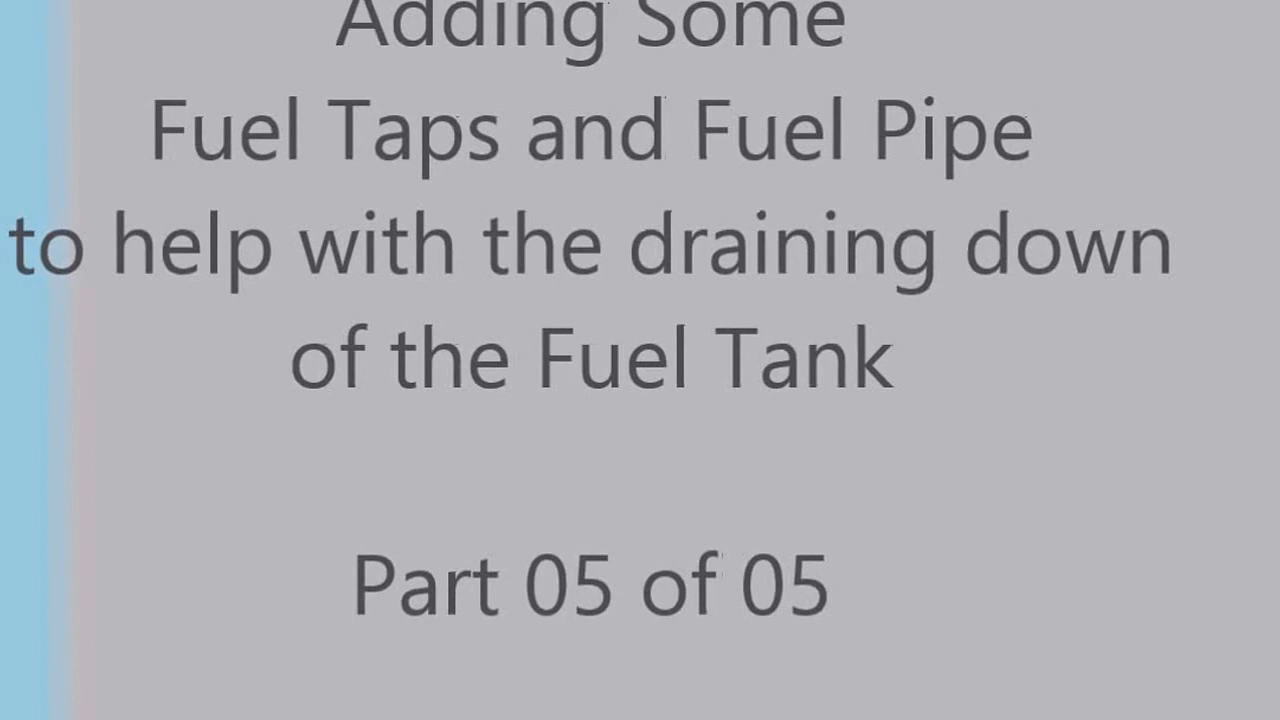 Adding Some
Fuel Taps and Fuel Pipe
to help with the draining down
of the Fuel Tank
Part 05 of 05